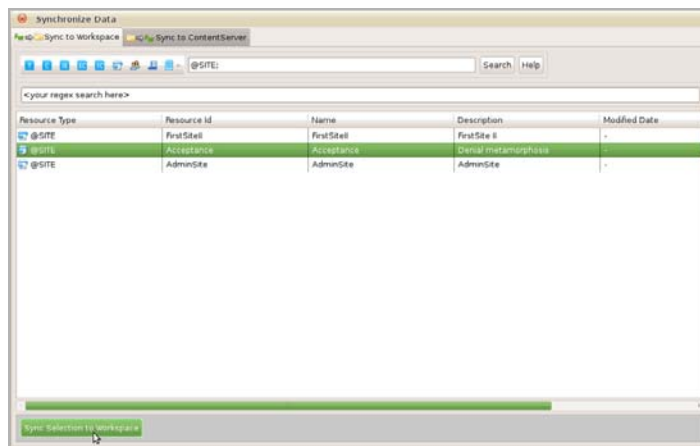 Synchronize Data
Sync to Workspace Sync to ContentServer
@SITE; Search Help
<your regex search here>
Resource Type Resource Id Name Description Modified Date
@SITE FirstSiteII FirstSiteII FirstSite II -
@SITE Acceptance Acceptance Denial metamorphosis -
@SITE AdminSite AdminSite AdminSite -
Sync Selection to Workspace